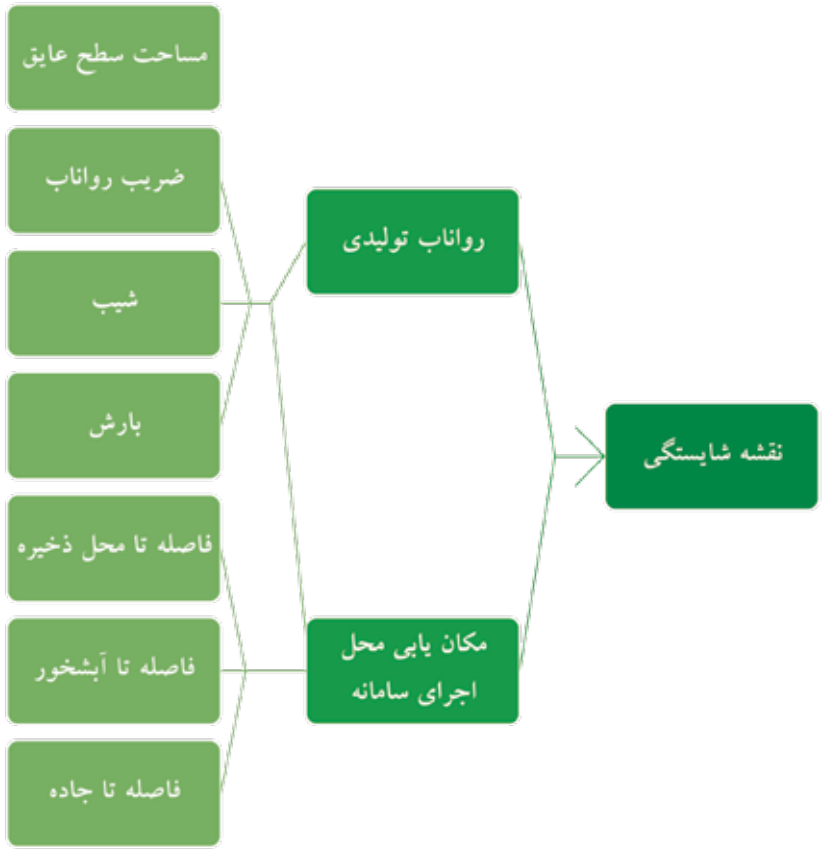 مساحت سطح عایق
ضریب رواناب
شیب
بارش
فاصله تا محل ذخیره
فاصله تا آبشخور
فاصله تا جاده
رواناب تولیدی
مکان یابی محل
اجرای سامانه
نقشه شایستگی